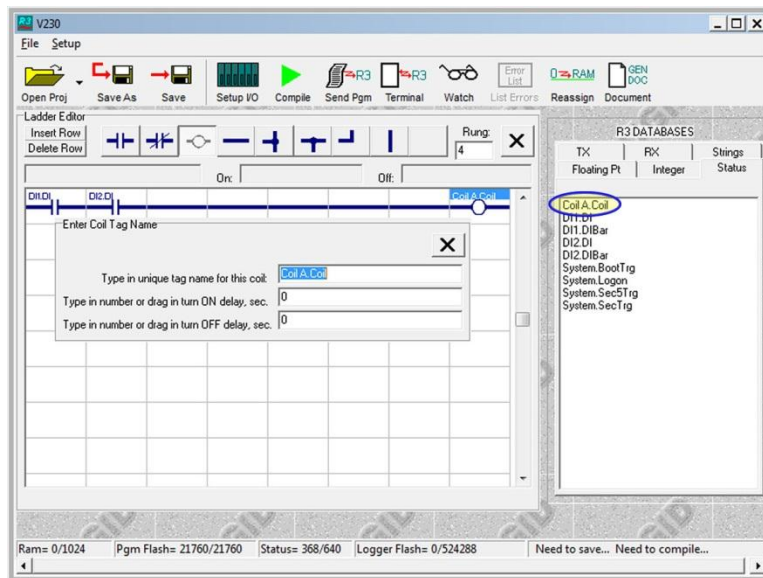 R3 V230
File Setup
R3 R3 Error List 0 RAM GEN DOC
Open Proj Save As Save Setup I/O Compile Send Pgm Terminal Watch List Errors Reassign Document
Ladder Editor
Insert Row
Delete Row
Rung:
4
On: Off:
DI1.DI DI2.DI Coil A.Coil
Enter Coil Tag Name
Type in unique tag name for this coil: Coil A.Coil
Type in number or drag in turn ON delay, sec. 0
Type in number or drag in turn OFF delay, sec. 0
R3 DATABASES
TX RX Strings
Floating Pt Integer Status
Coil A.Coil
DI1.DI
DI1.DIBar
DI2.DI
DI2.DIBar
System.BootTrg
System.Logon
System.Sec5Trg
System.SecTrg
Ram= 0/1024 Pgm Flash= 21760/21760 Status= 368/640 Logger Flash= 0/524288 Need to save... Need to compile...